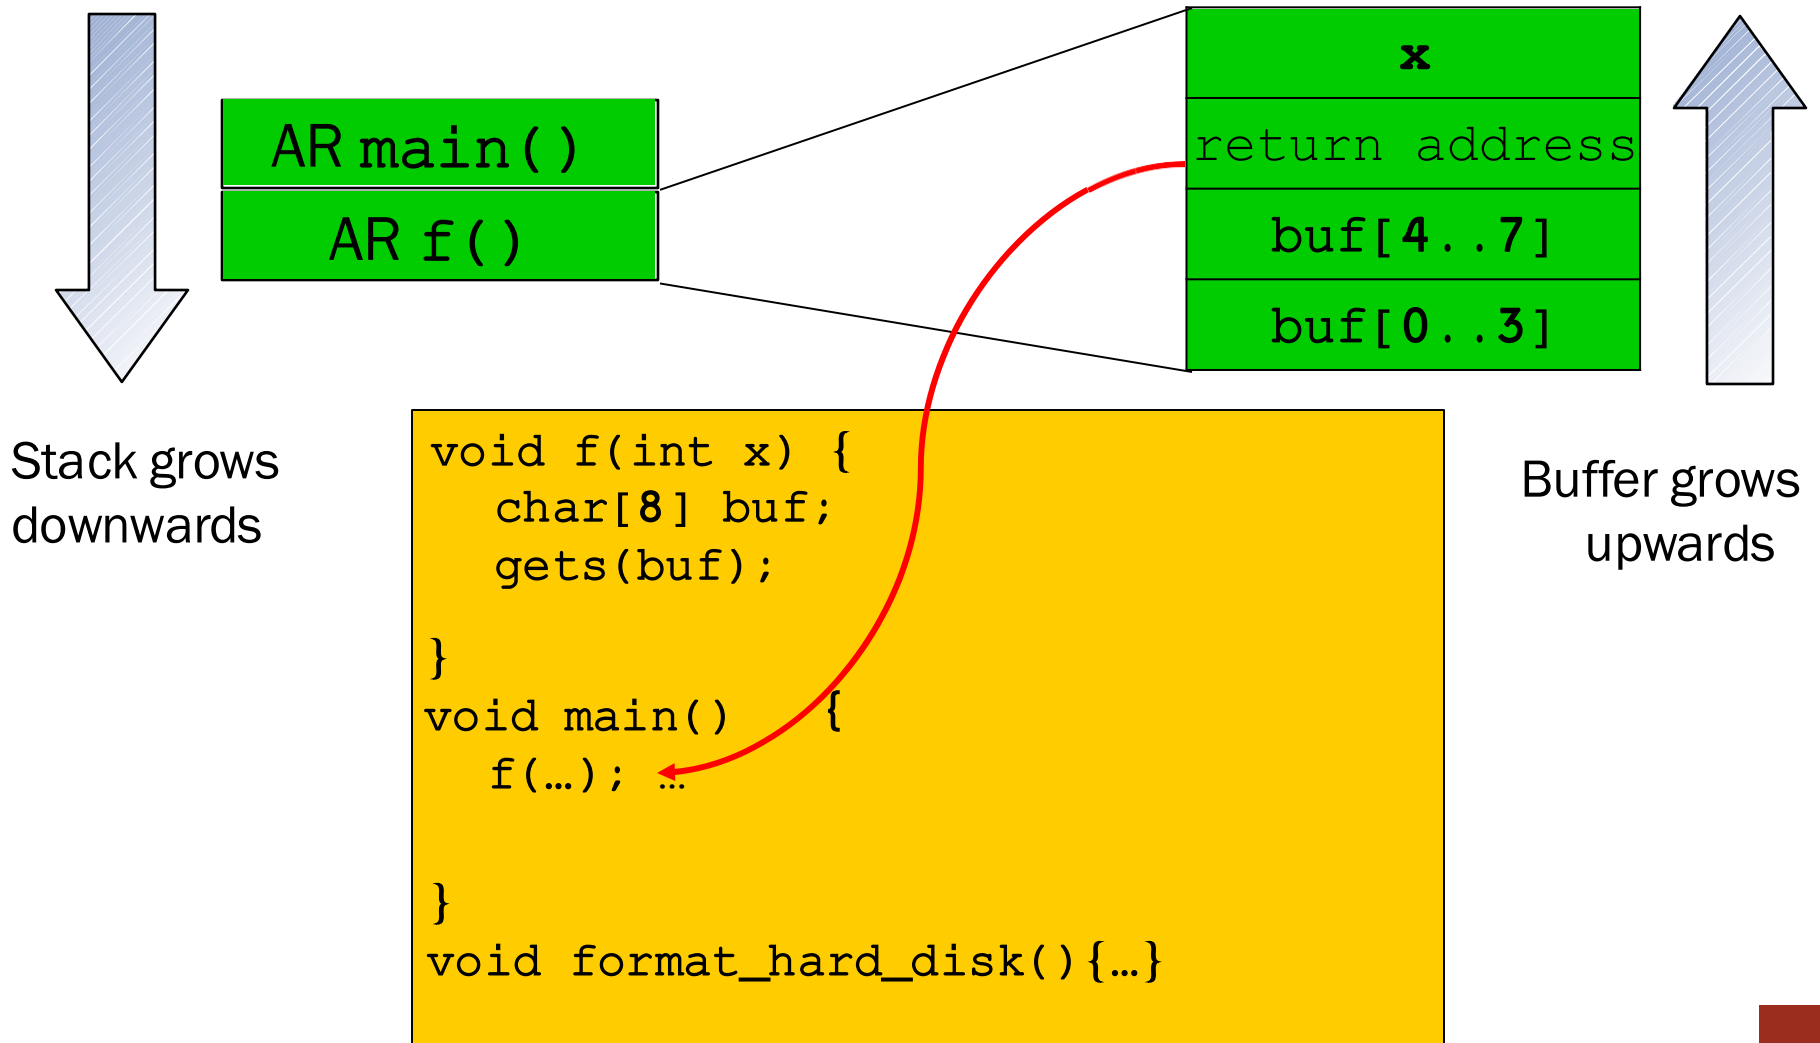 AR main()
AR f()
x
return address
buf[4..7]
buf[0..3]
Stack grows
downwards
void f(int x) {
char[8] buf;
gets(buf);
}
void main() {
f(…); …
}
void format_hard_disk(){…}
Buffer grows
upwards